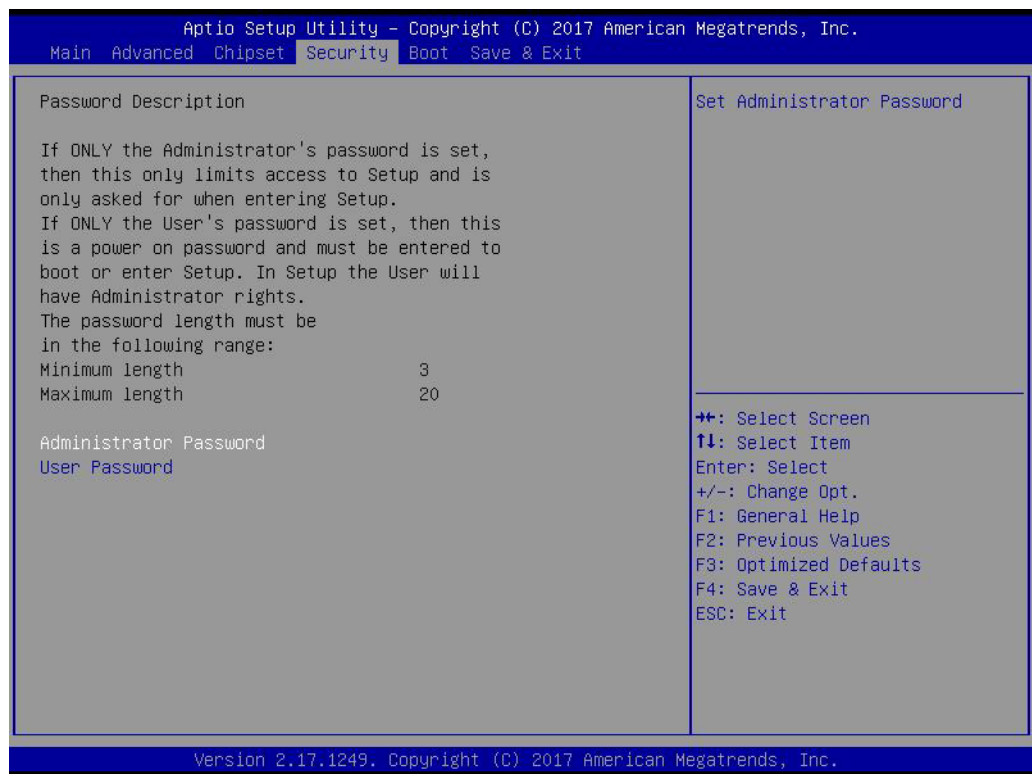 Aptio Setup Utility – Copyright (C) 2017 American Megatrends, Inc.
Main Advanced Chipset Security Boot Save & Exit
Password Description
If ONLY the Administrator's password is set,
then this only limits access to Setup and is
only asked for when entering Setup.
If ONLY the User's password is set, then this
is a power on password and must be entered to
boot or enter Setup. In Setup the User will
have Administrator rights.
The password length must be
in the following range:
Minimum length 3
Maximum length 20
Administrator Password
User Password
Set Administrator Password
→←: Select Screen
↑↓: Select Item
Enter: Select
+/-: Change Opt.
F1: General Help
F2: Previous Values
F3: Optimized Defaults
F4: Save & Exit
ESC: Exit
Version 2.17.1249. Copyright (C) 2017 American Megatrends, Inc.